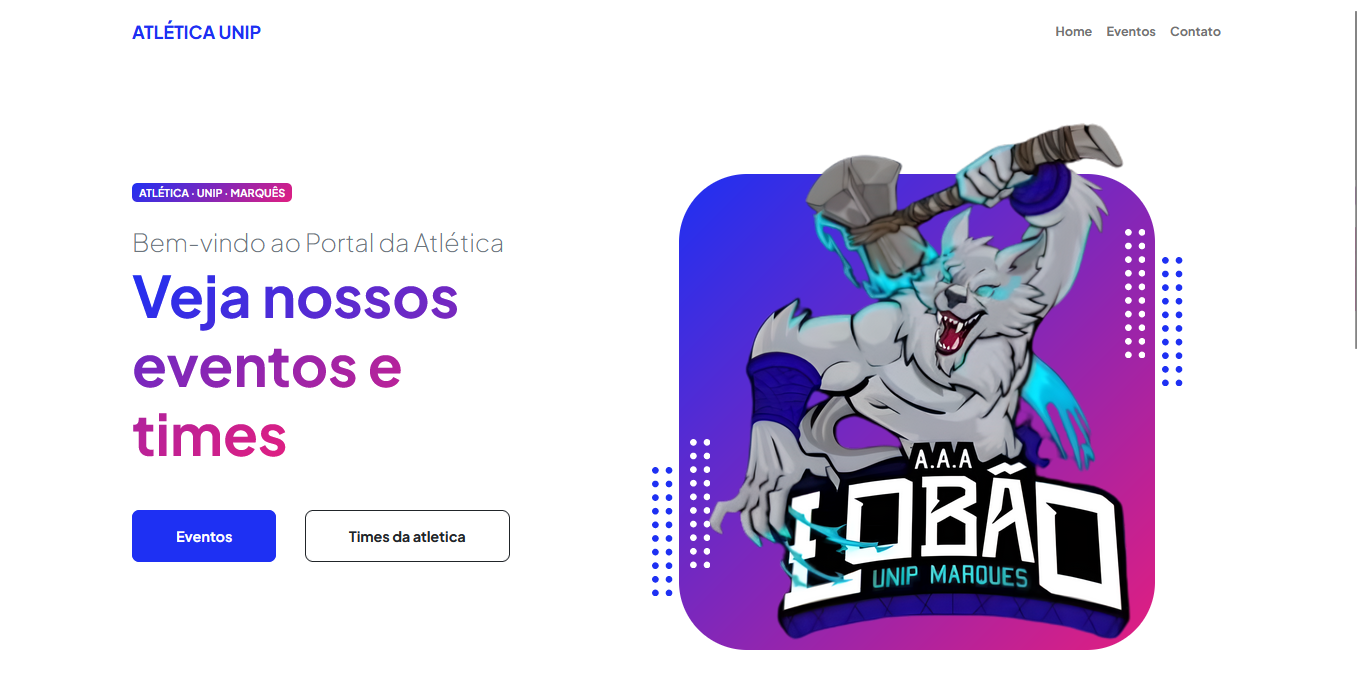 ATLÉTICA UNIP
Home Eventos Contato
ATLÉTICA · UNIP · MARQUÊS
Bem-vindo ao Portal da Atlética
Veja nossos
eventos e
times
Eventos
Times da atletica
A.A.A
LOBÃO
UNIP MARQUES